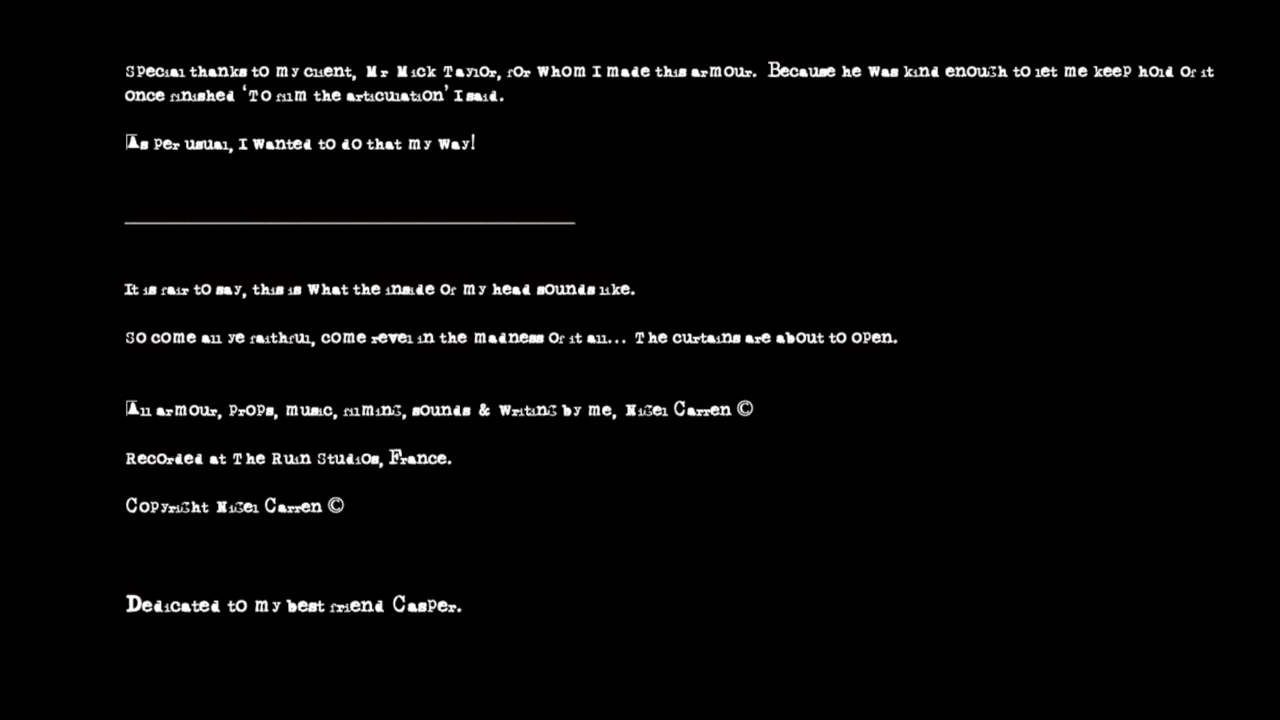 Special thanks to my client, Mr Mick Taylor, for whom I made this armour. Because he was kind enough to let me keep hold of it
once finished 'To film the articulation' I said.
As per usual, I wanted to do that my way!
It is fair to say, this is what the inside of my head sounds like.
So come all ye faithful, come revel in the madness of it all... The curtains are about to open.
All armour, props, music, filming, sounds & writing by me, Nigel Carren ©
Recorded at The Ruin Studios, France.
Copyright Nigel Carren ©
Dedicated to my best friend Casper.